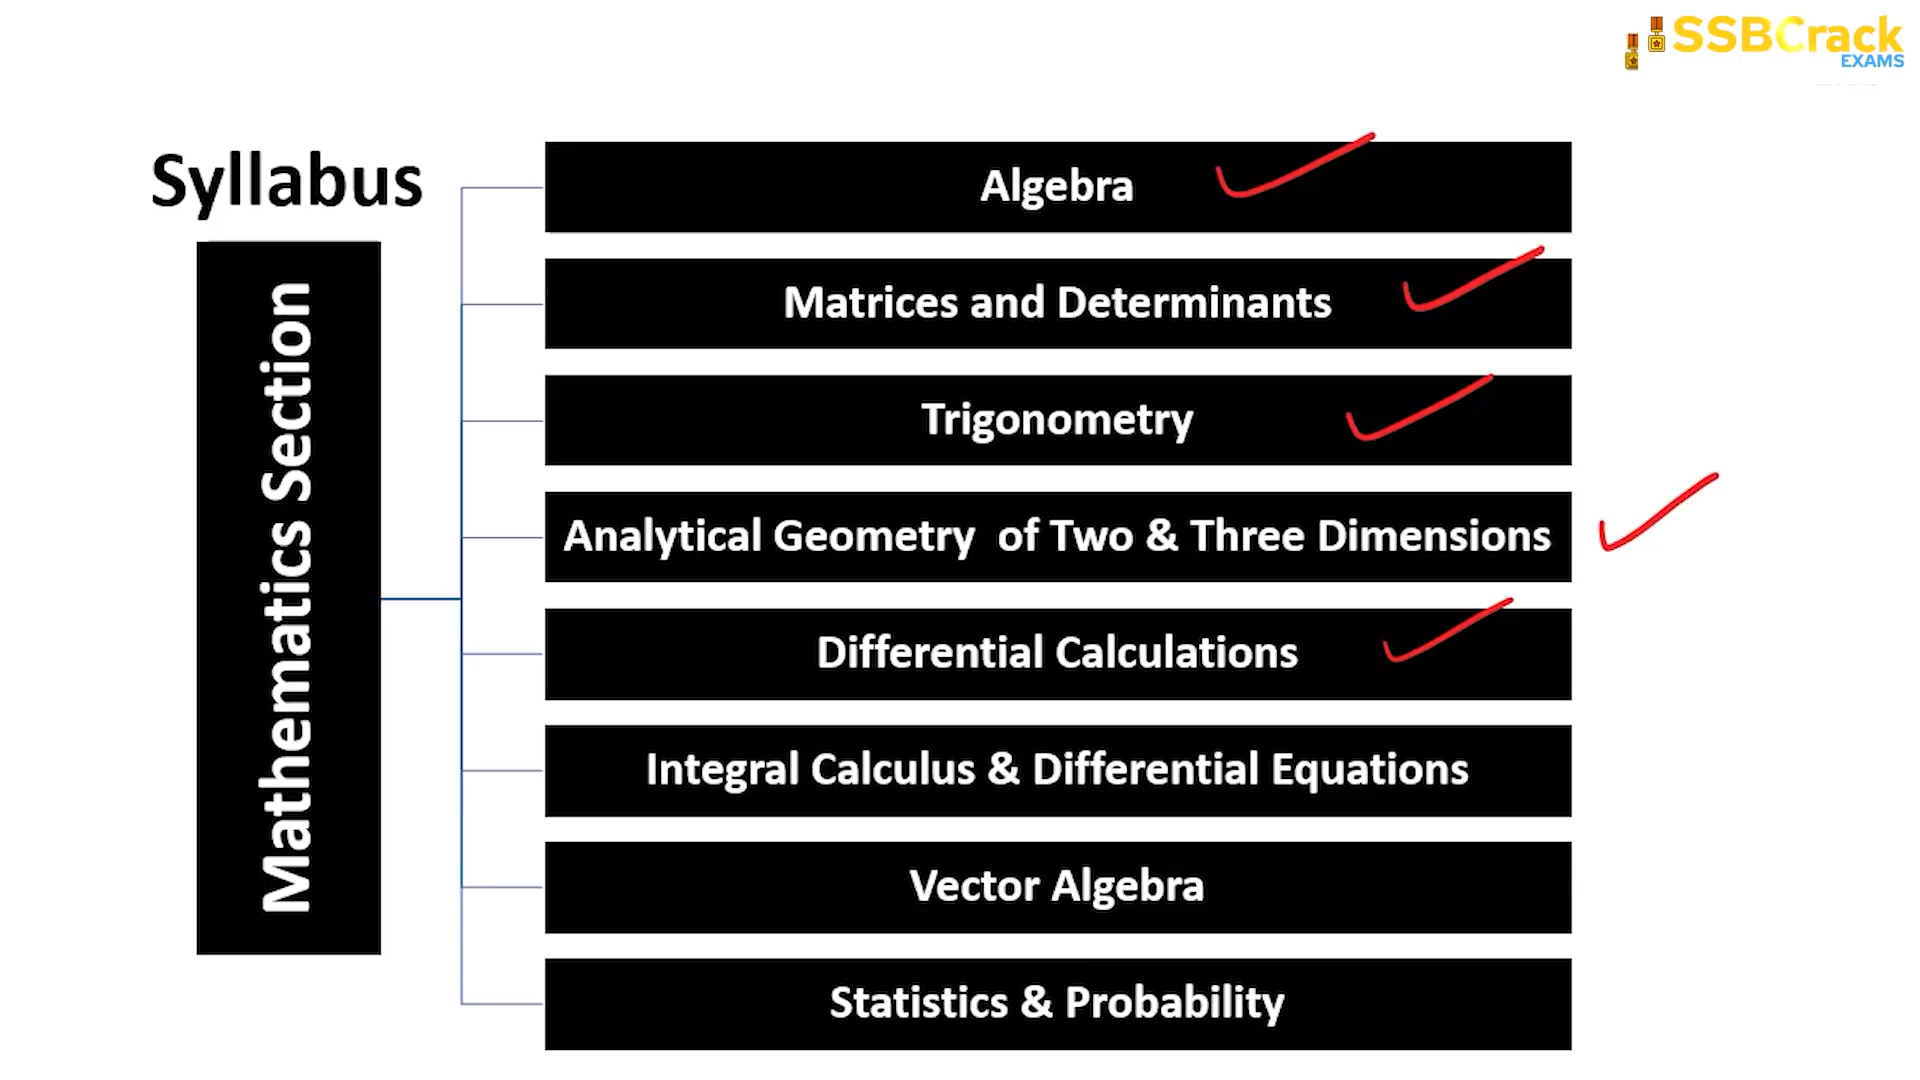 SSBCrack
EXAMS
Syllabus
Mathematics Section
Algebra
Matrices and Determinants
Trigonometry
Analytical Geometry of Two & Three Dimensions
Differential Calculations
Integral Calculus & Differential Equations
Vector Algebra
Statistics & Probability